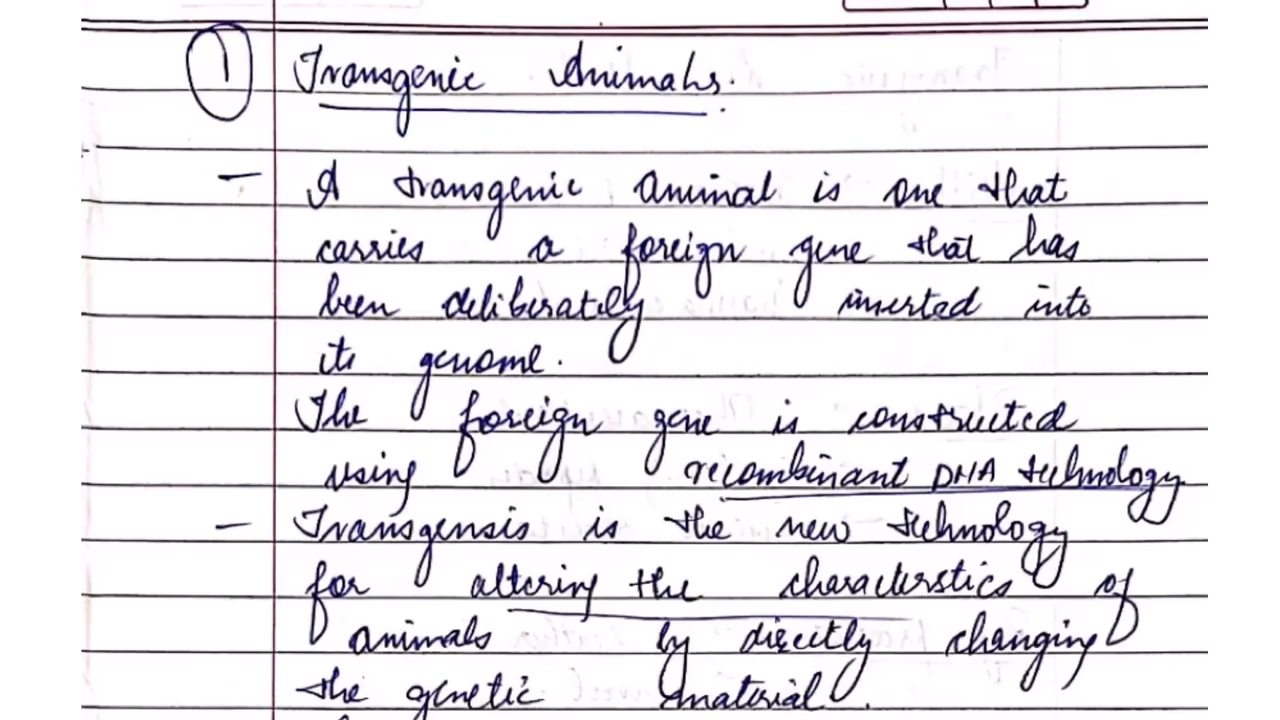 1 Transgenic Animals.
- A transgenic animal is one that
carries a foreign gene that has
been deliberately inserted into
its genome.
The foreign gene is constructed
using recombinant DNA technology
- Transgensis is the new technology
for altering the characterstics of
animals by directly changing
the genetic material.